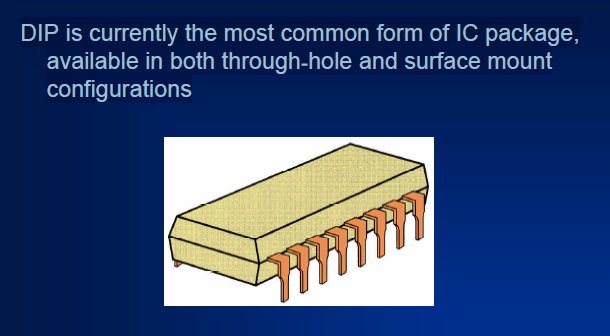 DIP is currently the most common form of IC package,
available in both through-hole and surface mount
configurations